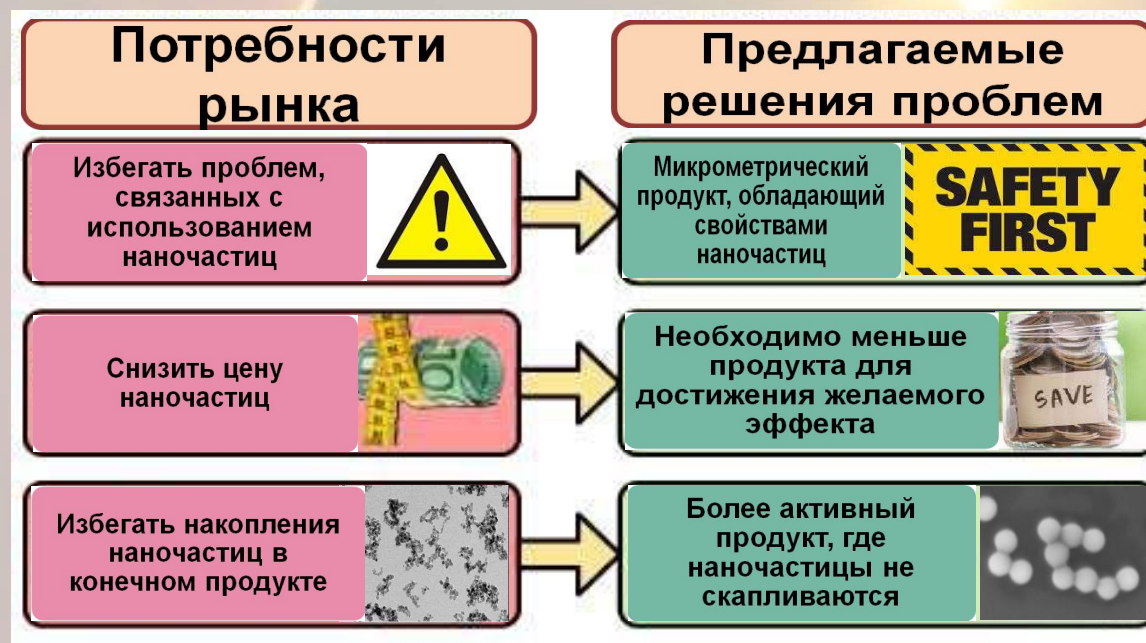 Потребности
рынка
Предлагаемые
решения проблем
Избегать проблем,
связанных с
использованием
наночастиц
Микрометрический
продукт, обладающий
свойствами
наночастиц
SAFETY
FIRST
Снизить цену
наночастиц
Необходимо меньше
продукта для
достижения желаемого
эффекта
SAVE
Избегать накопления
наночастиц в
конечном продукте
Более активный
продукт, где
наночастицы не
скапливаются